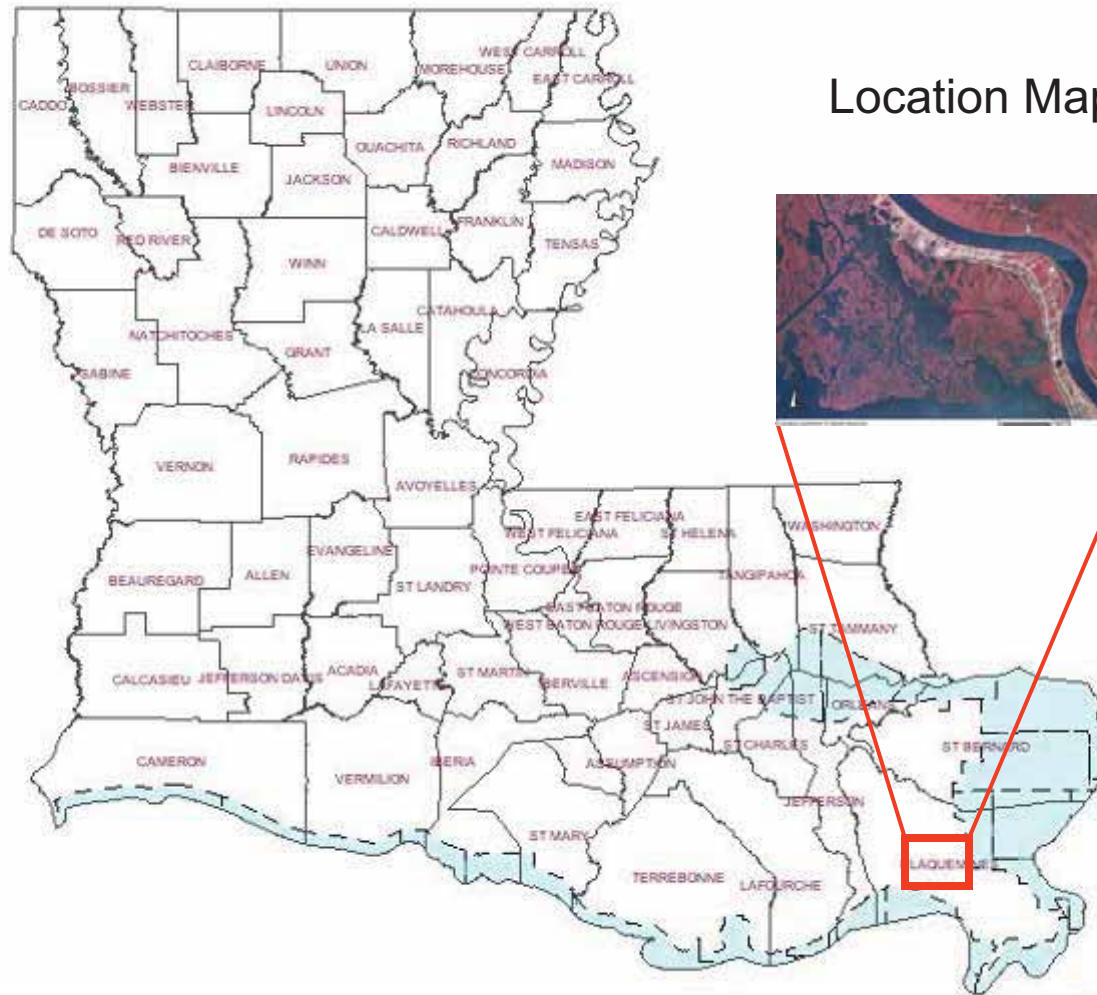 Location Map
CLAIBORNE
UNION
MOREHOUSE
WEST CARROLL
EAST CARROLL
CADDO
BOSSIER
WEBSTER
LINCOLN
OUACHITA
RICHLAND
MADISON
BIENVILLE
JACKSON
DE SOTO
RED RIVER
CALDWELL
FRANKLIN
TENSAS
WINN
NATCHITOCHES
LA SALLE
CATAHOULA
GRANT
SABINE
CONCORDIA
VERNON
RAPIDES
AVOYELLES
EAST FELICIANA
WEST FELICIANA
ST HELENA
WASHINGTON
EVANGELINE
BEAUREGARD
ALLEN
ST LANDRY
POINTE COUPEE
TANGIPAHOA
EAST BATON ROUGE
WEST BATON ROUGE
LIVINGSTON
ST TAMMANY
CALCASIEU
JEFFERSON DAVIS
ACADIA
LAFAYETTE
ST MARTIN
IBERVILLE
ASCENSION
ST JOHN THE BAPTIST
ORLEANS
ST JAMES
ST CHARLES
ST BERNARD
CAMERON
VERMILION
IBERIA
ASSUMPTION
JEFFERSON
ST MARY
PLAQUEMINES
TERREBONNE
LAFOURCHE